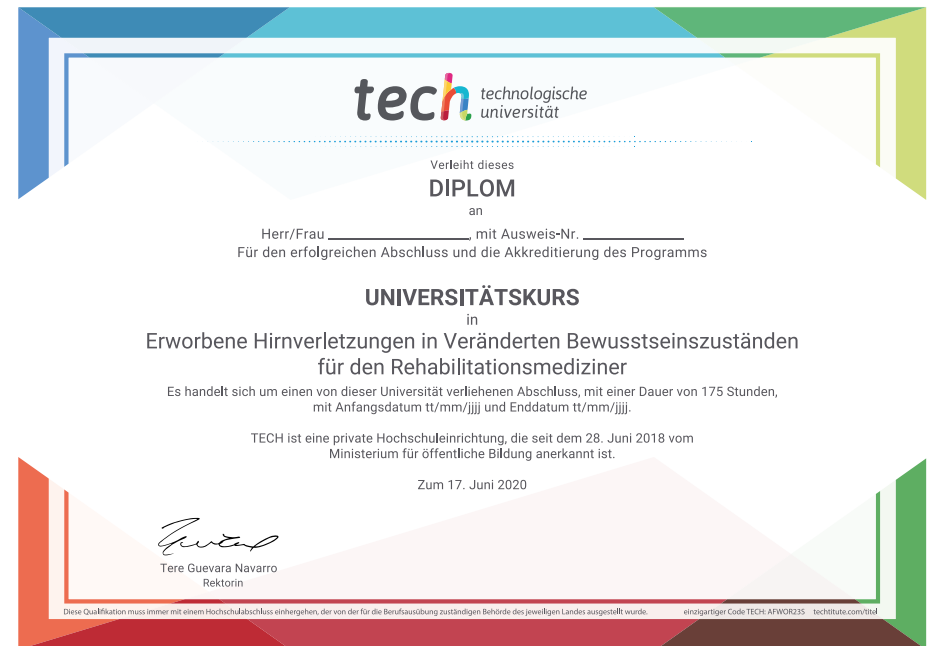 tech technologische
universität
Verleiht dieses
DIPLOM
an
Herr/Frau ____________________, mit Ausweis-Nr. ______________
Für den erfolgreichen Abschluss und die Akkreditierung des Programms
UNIVERSITÄTSKURS
in
Erworbene Hirnverletzungen in Veränderten Bewusstseinszuständen
für den Rehabilitationsmediziner
Es handelt sich um einen von dieser Universität verliehenen Abschluss, mit einer Dauer von 175 Stunden,
mit Anfangsdatum tt/mm/jjjj und Enddatum tt/mm/jjjj.
TECH ist eine private Hochschuleinrichtung, die seit dem 28. Juni 2018 vom
Ministerium für öffentliche Bildung anerkannt ist.
Zum 17. Juni 2020
Tere Guevara Navarro
Rektorin
Diese Qualifikation muss immer mit einem Hochschulabschluss einhergehen, der von der für die Berufsausübung zuständigen Behörde des jeweiligen Landes ausgestellt wurde. einzigartiger Code TECH: AFWOR235 techtitute.com/titel